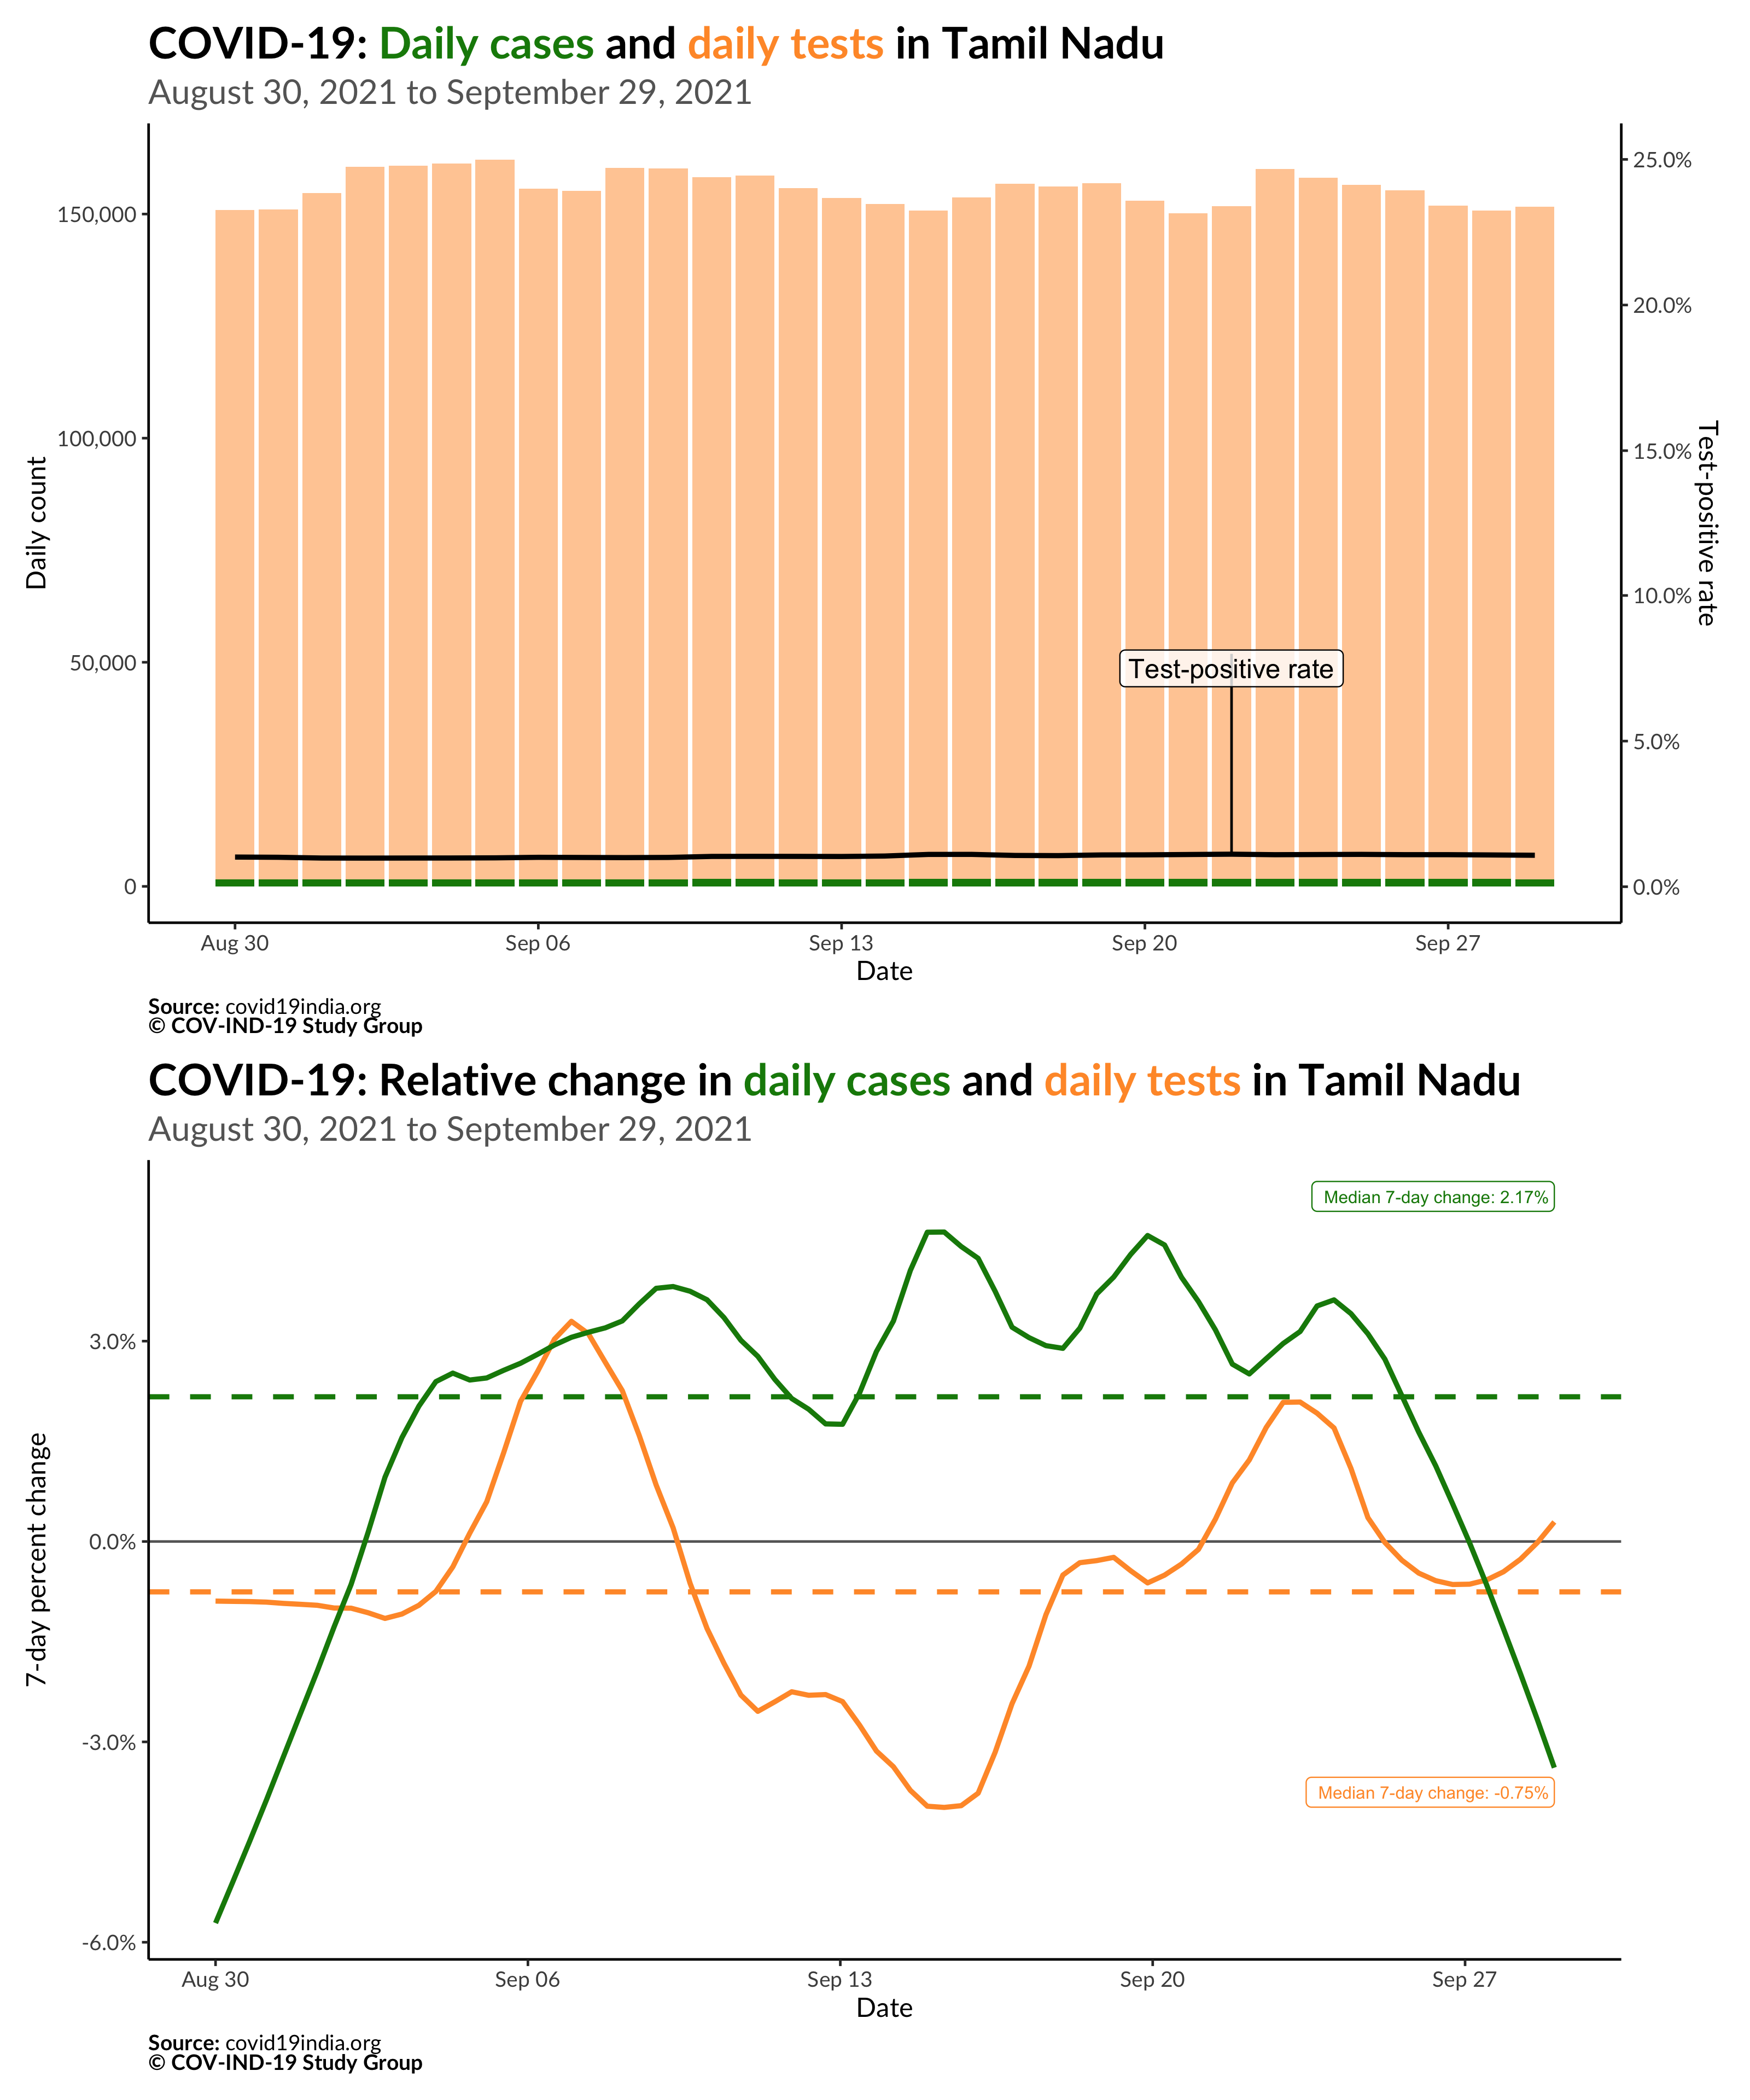 COVID-19: Daily cases and daily tests in Tamil Nadu
August 30, 2021 to September 29, 2021
150,000
100,000
50,000
0
Daily count
25.0%
20.0%
15.0%
10.0%
5.0%
0.0%
Test-positive rate
Test-positive rate
Aug 30
Sep 06
Sep 13
Sep 20
Sep 27
Date
Source: covid19india.org
© COV-IND-19 Study Group
COVID-19: Relative change in daily cases and daily tests in Tamil Nadu
August 30, 2021 to September 29, 2021
Median 7-day change: 2.17%
3.0%
0.0%
-3.0%
-6.0%
7-day percent change
Median 7-day change: -0.75%
Aug 30
Sep 06
Sep 13
Sep 20
Sep 27
Date
Source: covid19india.org
© COV-IND-19 Study Group